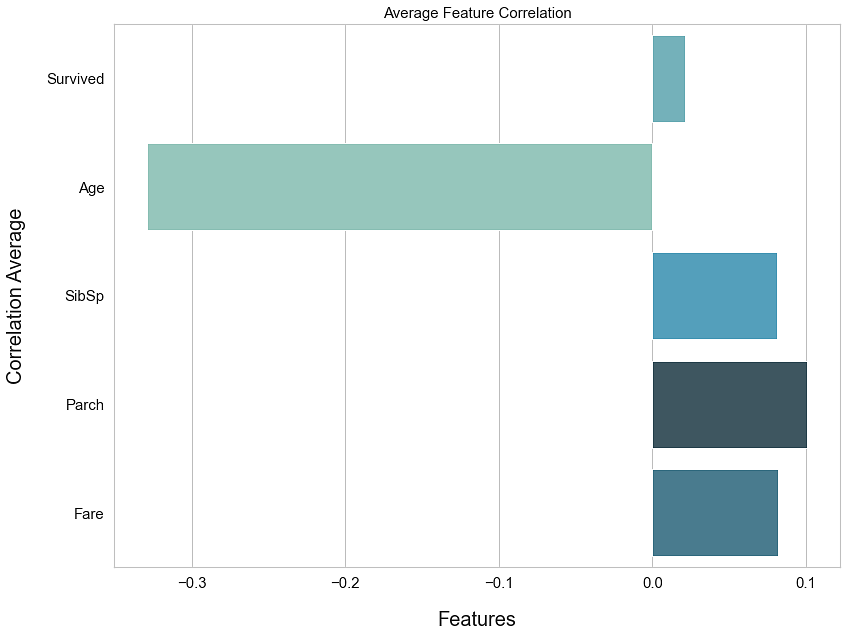 Average Feature Correlation
Survived
Age
SibSp
Parch
Fare
Correlation Average
−0.3
−0.2
−0.1
0.0
0.1
Features